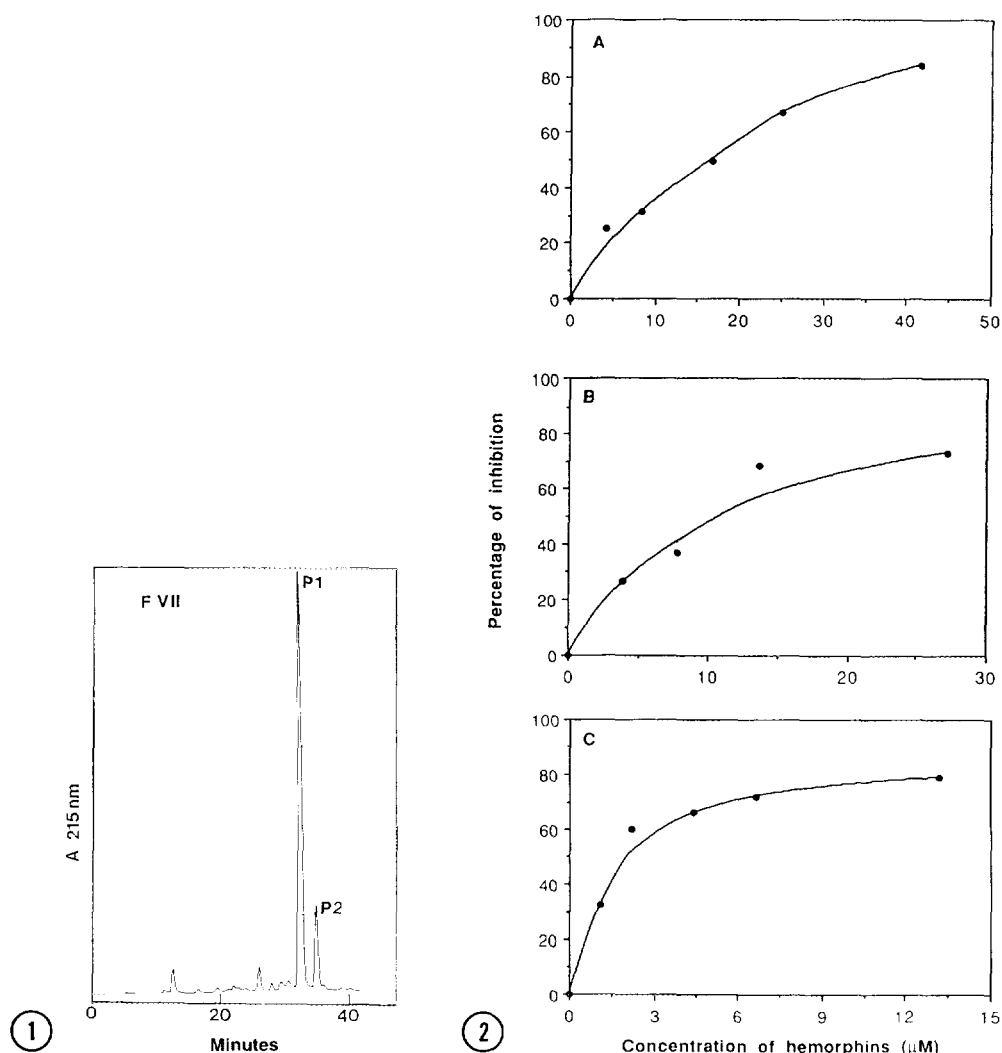 F VII
P1
P2
A 215 nm
0 20 40
Minutes
1
A
100
80
60
40
20
0
0 10 20 30 40 50
B
100
80
60
40
20
0
0 10 20 30
C
100
80
60
40
20
0
0 3 6 9 12 15
Percentage of inhibition
Concentration of hemorphins (µM)
2